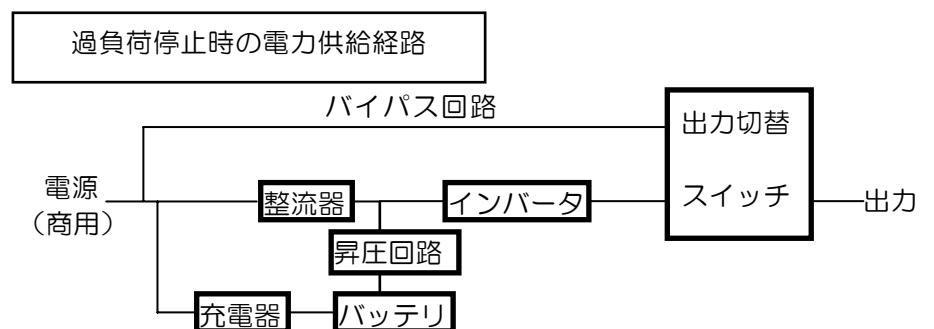 過負荷停止時の電力供給経路
バイパス回路
出力切替
スイッチ
電源
(商用)
整流器
インバータ
出力
昇圧回路
充電器
バッテリ